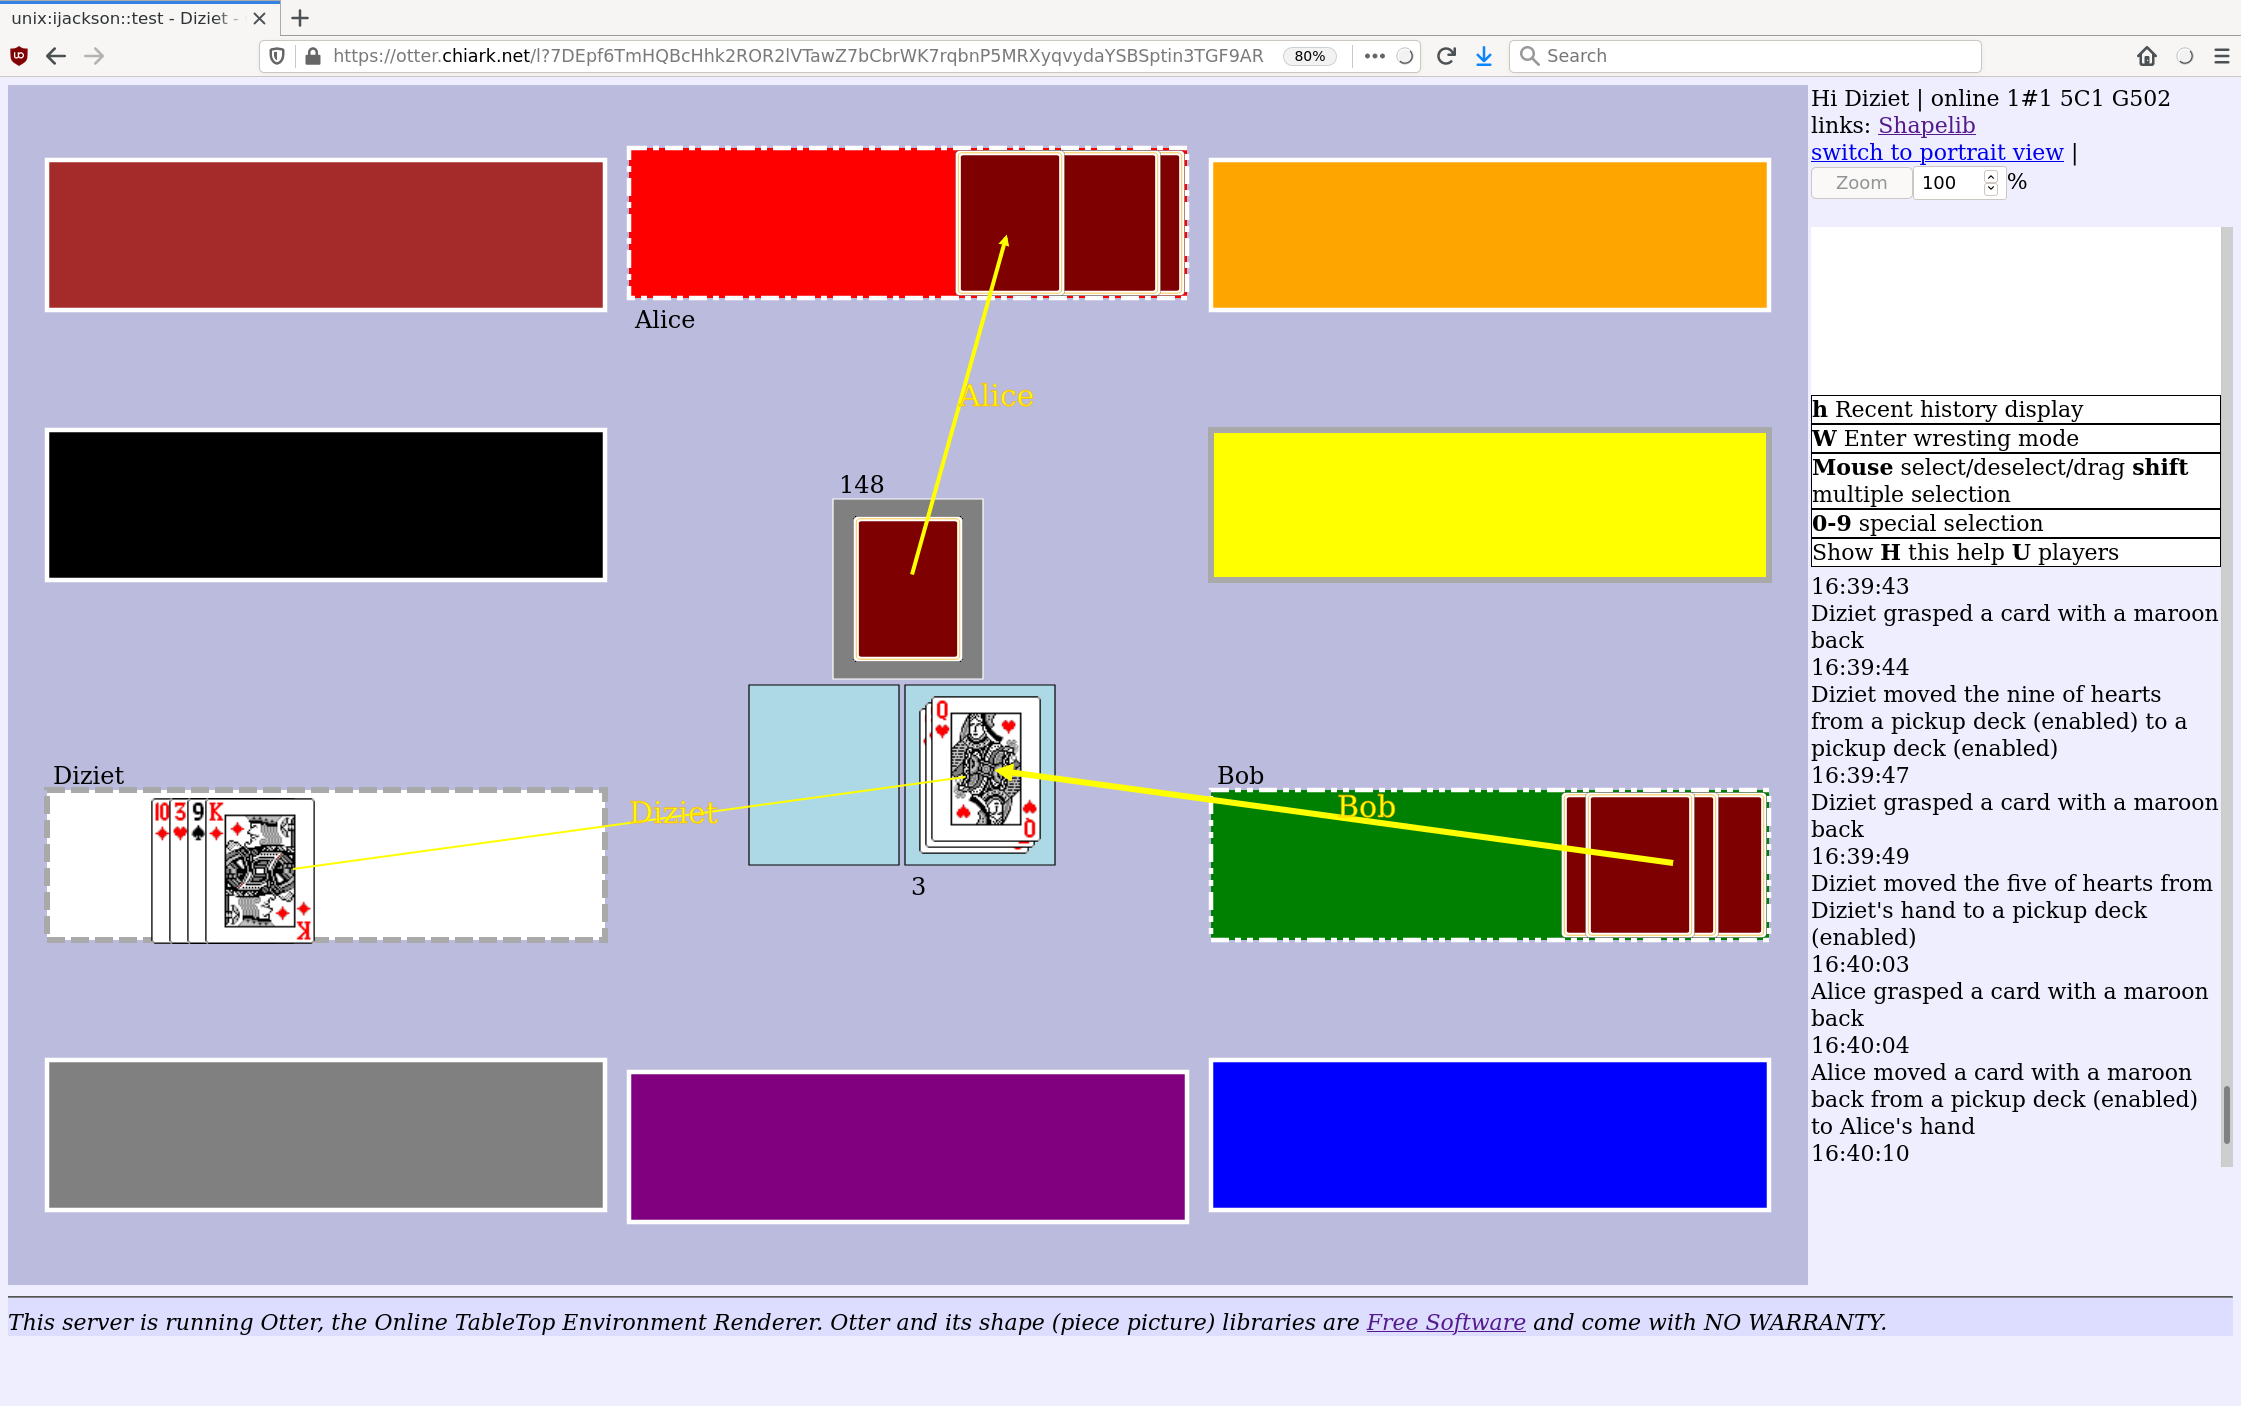 unix:ijackson::test - Diziet -
https://otter.chiark.net/l?7DEpf6TmHQBcHhk2ROR2lVTawZ7bCbrWK7rqbnP5MRXyqvydaYSBSptin3TGF9AR
80%
Search
Hi Diziet | online 1#1 5C1 G502
links: Shapelib
switch to portrait view |
Zoom 100 %
Alice
Alice
148
Diziet
10 3 9 K
K
Diziet
Q
Q
3
Bob
Bob
h Recent history display
W Enter wresting mode
Mouse select/deselect/drag shift
multiple selection
0-9 special selection
Show H this help U players
16:39:43
Diziet grasped a card with a maroon
back
16:39:44
Diziet moved the nine of hearts
from a pickup deck (enabled) to a
pickup deck (enabled)
16:39:47
Diziet grasped a card with a maroon
back
16:39:49
Diziet moved the five of hearts from
Diziet's hand to a pickup deck
(enabled)
16:40:03
Alice grasped a card with a maroon
back
16:40:04
Alice moved a card with a maroon
back from a pickup deck (enabled)
to Alice's hand
16:40:10
This server is running Otter, the Online TableTop Environment Renderer. Otter and its shape (piece picture) libraries are Free Software and come with NO WARRANTY.